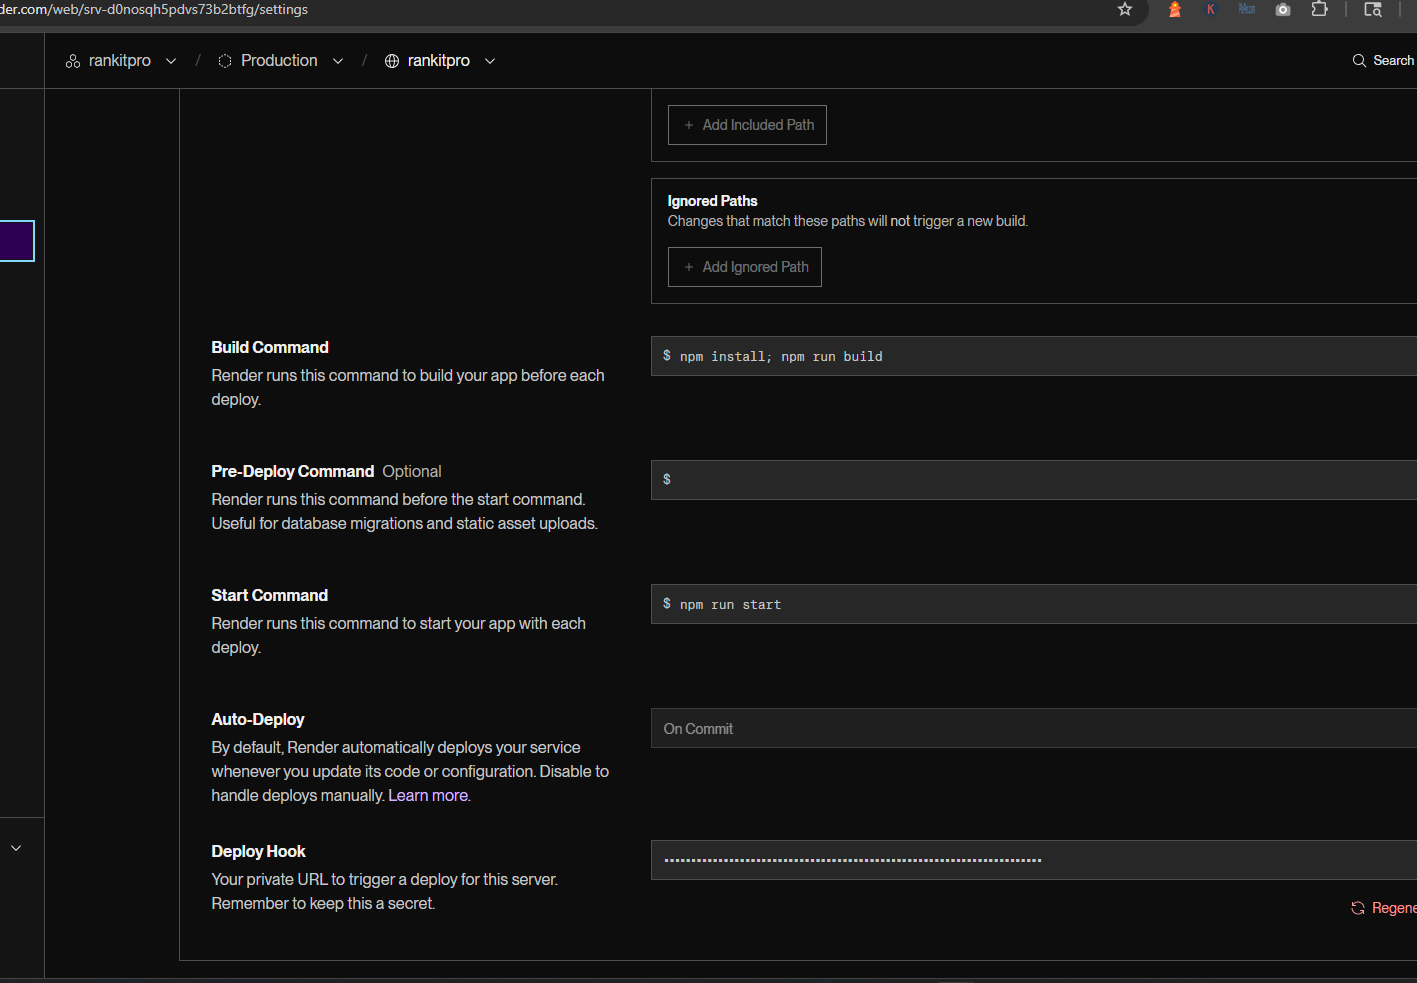 der.com/web/srv-d0nosqh5pdvs73b2btfg/settings
K
rankitpro / Production / rankitpro
Search
+ Add Included Path
Ignored Paths
Changes that match these paths will not trigger a new build.
+ Add Ignored Path
Build Command
Render runs this command to build your app before each
deploy.
$ npm install; npm run build
Pre-Deploy Command Optional
Render runs this command before the start command.
Useful for database migrations and static asset uploads.
$
Start Command
Render runs this command to start your app with each
deploy.
$ npm run start
Auto-Deploy
By default, Render automatically deploys your service
whenever you update its code or configuration. Disable to
handle deploys manually. Learn more.
On Commit
Deploy Hook
Your private URL to trigger a deploy for this server.
Remember to keep this a secret.
Regene